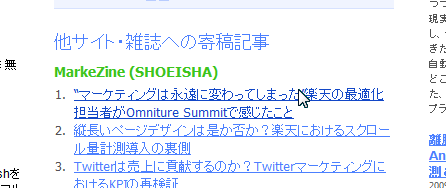 他サイト・雑誌への寄稿記事
MarkeZine (SHOEISHA)
1. “マーケティングは永遠に変わってしまった”楽天の最適化
担当者がOmniture Summitで感じたこと
2. 縦長いページデザインは是か否か？楽天におけるスクロー
ル量計測導入の裏側
3. Twitterは売上に貢献するのか？Twitterマーケティングに
おけるKPIの再検証
無
shを
現実
し、
ぎた
自動
どこ
た、
ブラ
An